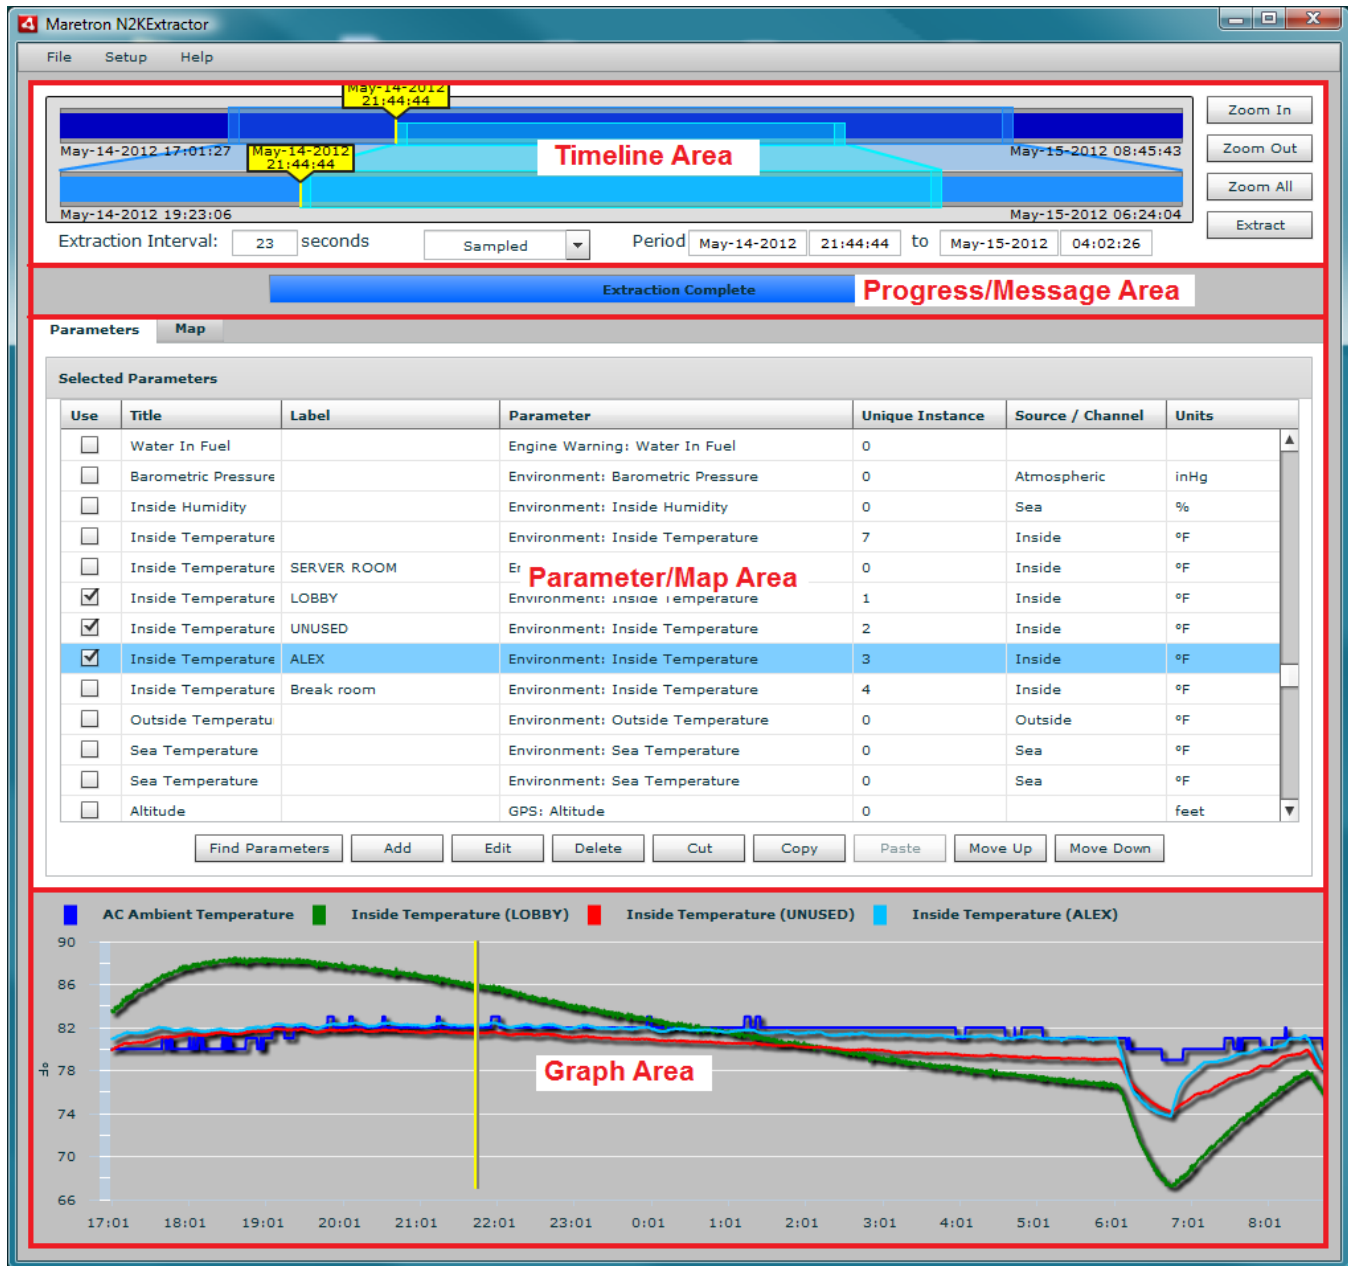 Maretron N2KExtractor
File Setup Help
May-14-2012
21:44:44
Zoom In
May-14-2012 17:01:27
May-14-2012
21:44:44
Timeline Area
May-15-2012 08:45:43
Zoom Out
Zoom All
May-14-2012 19:23:06
May-15-2012 06:24:04
Extract
Extraction Interval: 23 seconds Sampled Period May-14-2012 21:44:44 to May-15-2012 04:02:26
Extraction Complete
Progress/Message Area
Parameters Map
Selected Parameters
Use Title Label Parameter Unique Instance Source / Channel Units
Water In Fuel Engine Warning: Water In Fuel 0
Barometric Pressure Environment: Barometric Pressure 0 Atmospheric inHg
Inside Humidity Environment: Inside Humidity 0 Sea %
Inside Temperature Environment: Inside Temperature 7 Inside °F
Inside Temperature SERVER ROOM 0 Inside °F
Parameter/Map Area
Inside Temperature LOBBY Environment: Inside Temperature 1 Inside °F
Inside Temperature UNUSED Environment: Inside Temperature 2 Inside °F
Inside Temperature ALEX Environment: Inside Temperature 3 Inside °F
Inside Temperature Break room Environment: Inside Temperature 4 Inside °F
Outside Temperatu Environment: Outside Temperature 0 Outside °F
Sea Temperature Environment: Sea Temperature 0 Sea °F
Sea Temperature Environment: Sea Temperature 0 Sea °F
Altitude GPS: Altitude 0 feet
Find Parameters Add Edit Delete Cut Copy Paste Move Up Move Down
AC Ambient Temperature Inside Temperature (LOBBY) Inside Temperature (UNUSED) Inside Temperature (ALEX)
90
86
82
78
74
70
66
°F
Graph Area
17:01 18:01 19:01 20:01 21:01 22:01 23:01 0:01 1:01 2:01 3:01 4:01 5:01 6:01 7:01 8:01